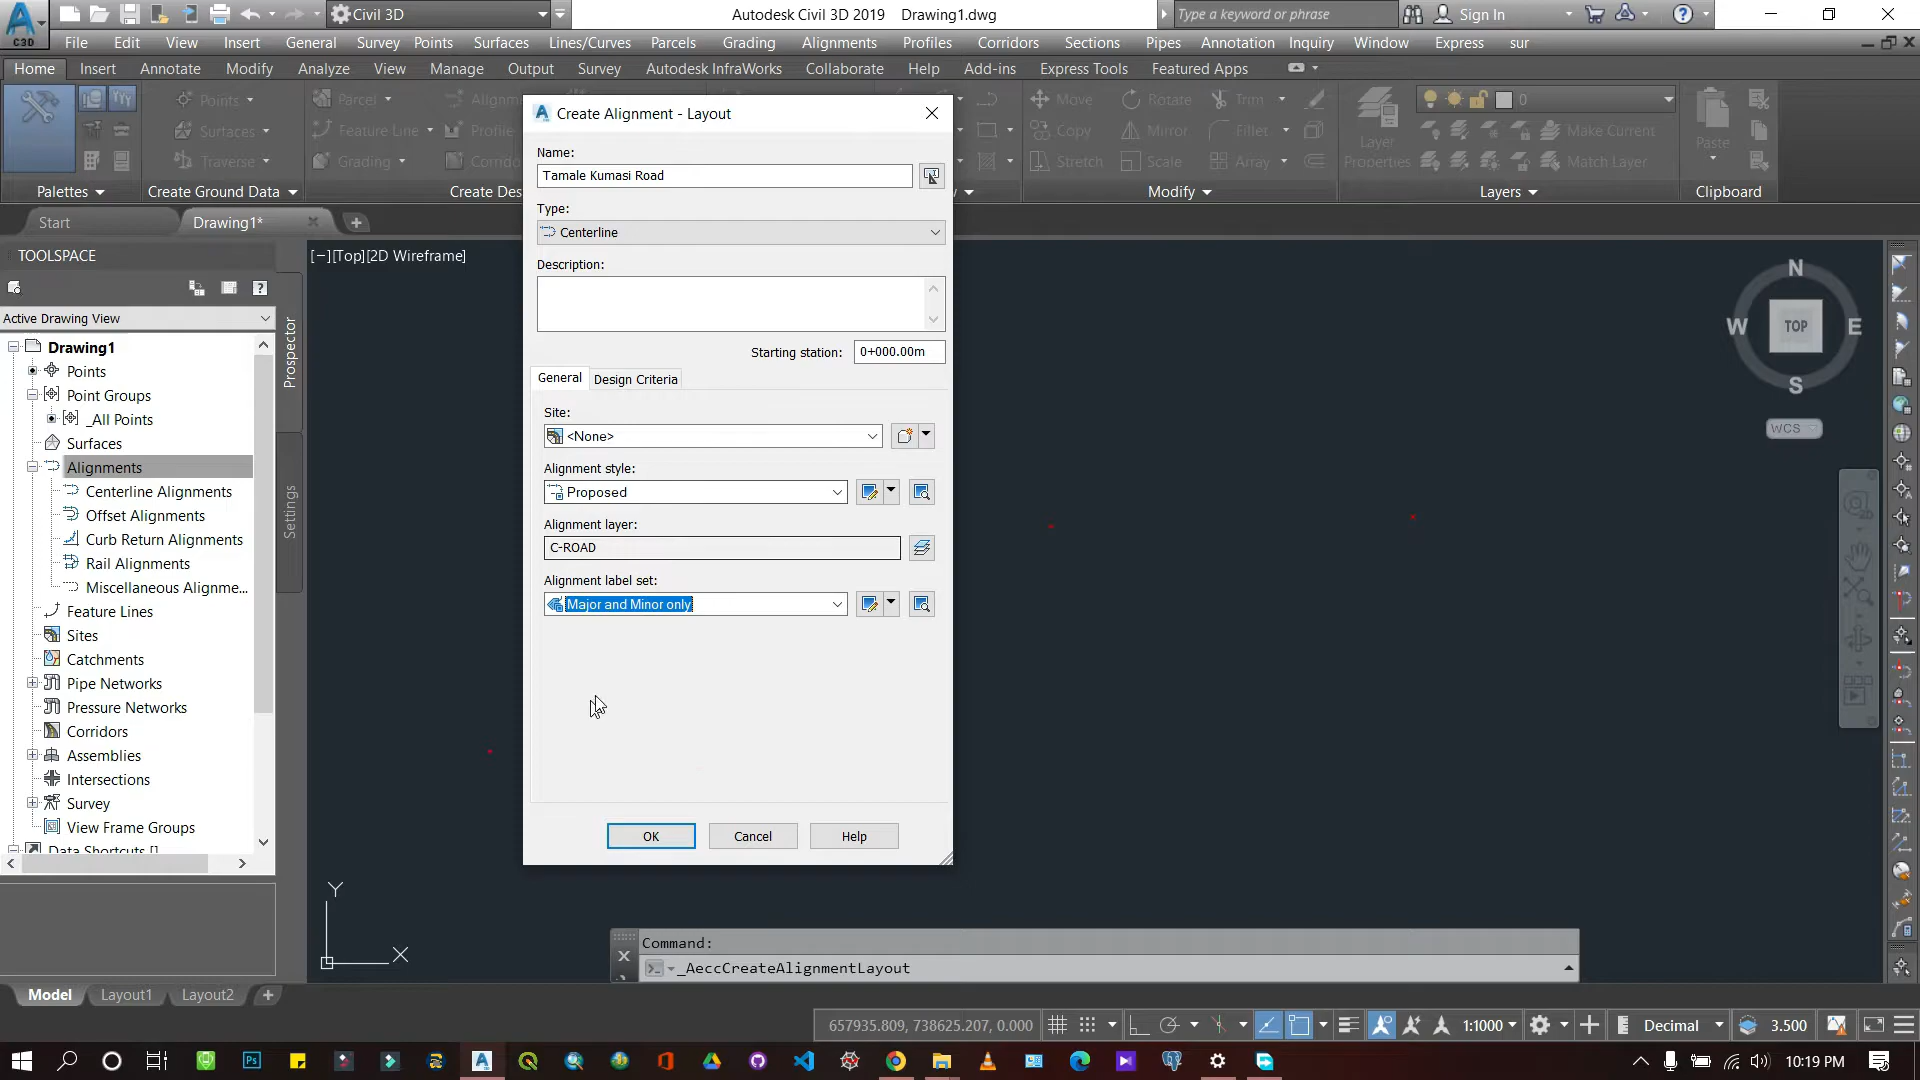 C3D
Civil 3D
Autodesk Civil 3D 2019 Drawing1.dwg
Type a keyword or phrase
Sign In
File Edit View Insert General Survey Points Surfaces Lines/Curves Parcels Grading Alignments Profiles Corridors Sections Pipes Annotation Inquiry Window Express sur
Home Insert Annotate Modify Analyze View Manage Output Survey Autodesk InfraWorks Collaborate Help Add-ins Express Tools Featured Apps
Points
Parcel
Surfaces
Feature Line
Profile
Traverse
Grading
Palettes
Create Ground Data
Move
Rotate
Trim
Copy
Mirror
Fillet
Stretch
Scale
Array
Modify
Layer
Properties
0
Make Current
Match Layer
Layers
Paste
Clipboard
Start
Drawing1*
TOOLSPACE
Active Drawing View
Drawing1
Points
Point Groups
_All Points
Surfaces
Alignments
Centerline Alignments
Offset Alignments
Curb Return Alignments
Rail Alignments
Miscellaneous Alignme...
Feature Lines
Sites
Catchments
Pipe Networks
Pressure Networks
Corridors
Assemblies
Intersections
Survey
View Frame Groups
Data Shortcuts []
Prospector
Settings
[−][Top][2D Wireframe]
Create Alignment - Layout
Name:
Tamale Kumasi Road
Type:
Centerline
Description:
Starting station:
0+000.00m
General
Design Criteria
Site:
<None>
Alignment style:
Proposed
Alignment layer:
C-ROAD
Alignment label set:
Major and Minor only
OK
Cancel
Help
N
W
TOP
E
S
WCS
Y
X
Command:
_AeccCreateAlignmentLayout
Model
Layout1
Layout2
657935.809, 738625.207, 0.000
1:1000
Decimal
3.500
10:19 PM